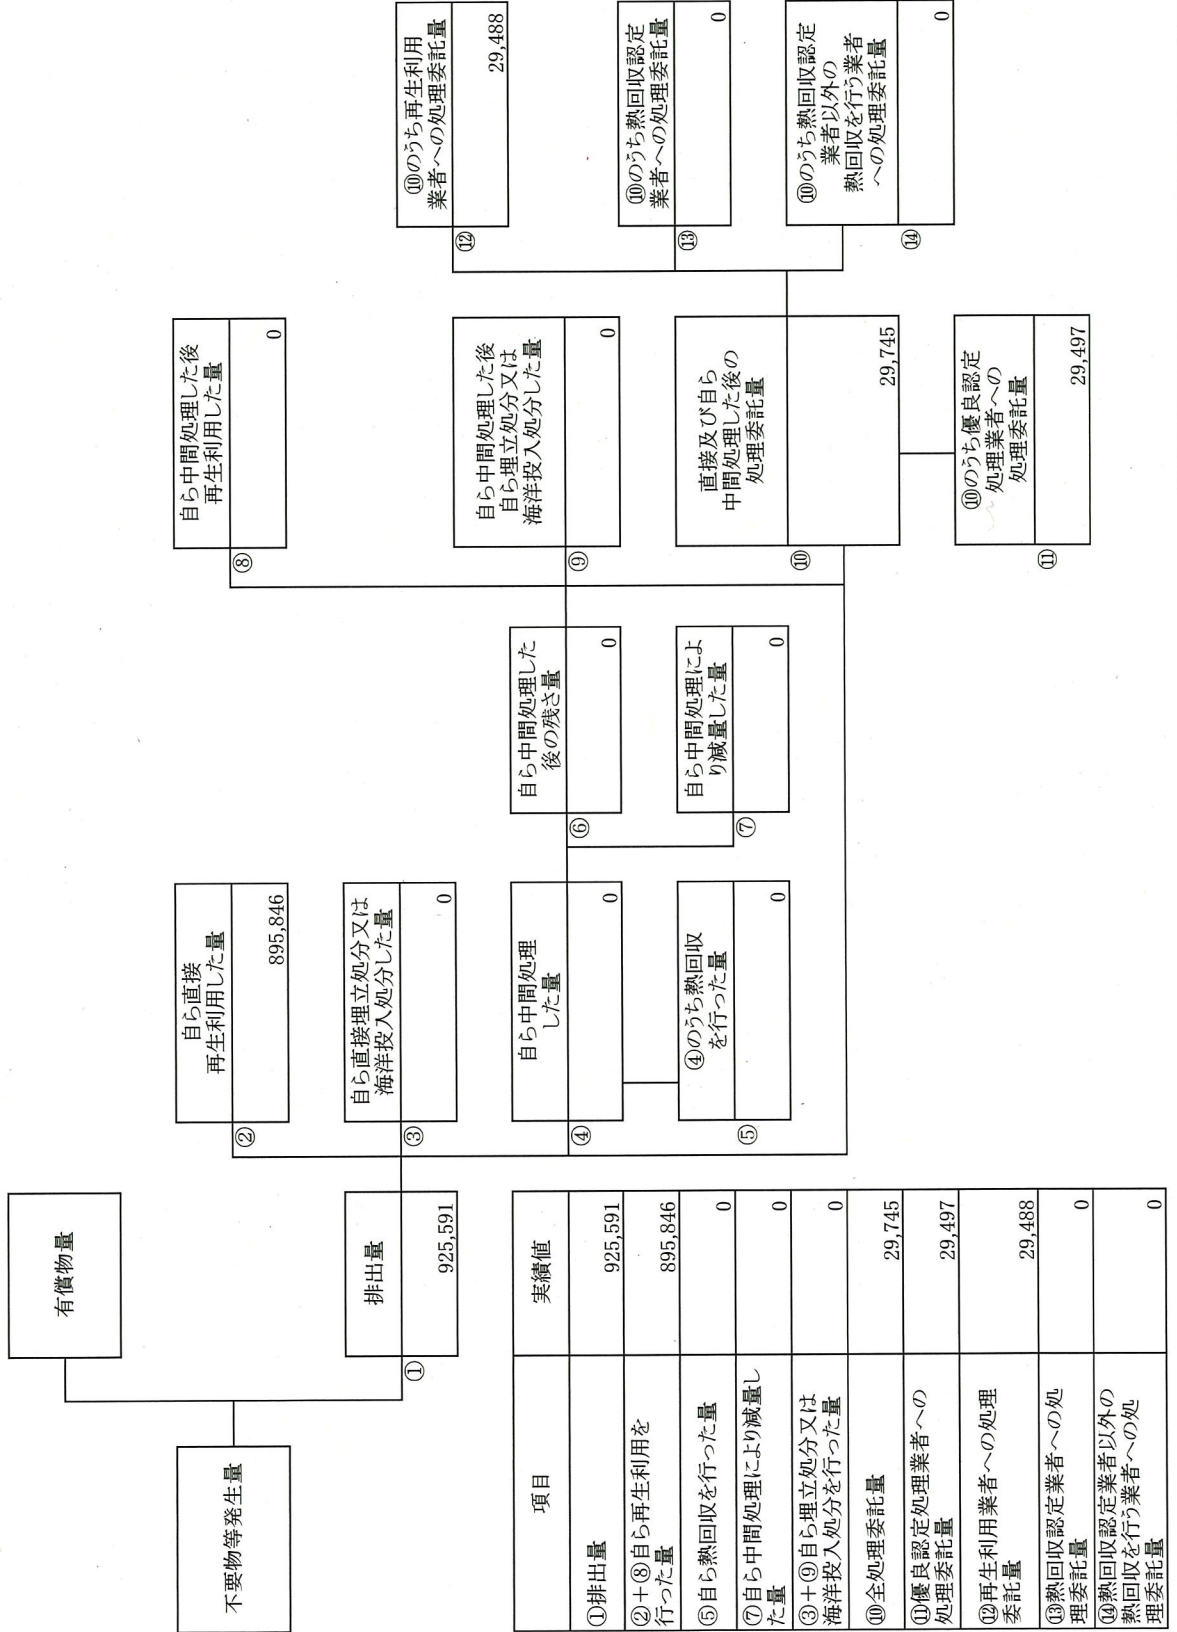 不要物等発生量
有償物量
排出量
①
925,591
自ら直接
再生利用した量
②
895,846
自ら直接埋立処分又は
海洋投入処分した量
③
0
自ら中間処理
した量
④
0
④のうち熱回収
を行った量
⑤
0
自ら中間処理した
後の残さ量
⑥
0
自ら中間処理によ
り減量した量
⑦
0
自ら中間処理した後
再生利用した量
⑧
0
自ら中間処理した後
自ら埋立処分又は
海洋投入処分した量
⑨
0
直接及び自ら
中間処理した後の
処理委託量
⑩
29,745
⑩のうち優良認定
処理業者への
処理委託量
⑪
29,497
⑩のうち再生利用
業者への処理委託量
⑫
29,488
⑩のうち熱回収認定
業者への処理委託量
⑬
0
⑩のうち熱回収認定
業者以外の
熱回収を行う業者
への処理委託量
⑭
0
項目 実績値
①排出量 925,591
②+⑧自ら再生利用を
行った量 895,846
⑤自ら熱回収を行った量 0
⑦自ら中間処理により減量し
た量 0
③+⑨自ら埋立処分又は
海洋投入処分を行った量 0
⑩全処理委託量 29,745
⑪優良認定処理業者への
処理委託量 29,497
⑫再生利用業者への処理
委託量 29,488
⑬熱回収認定業者への処
理委託量 0
⑭熱回収認定業者以外の
熱回収を行う業者への処
理委託量 0